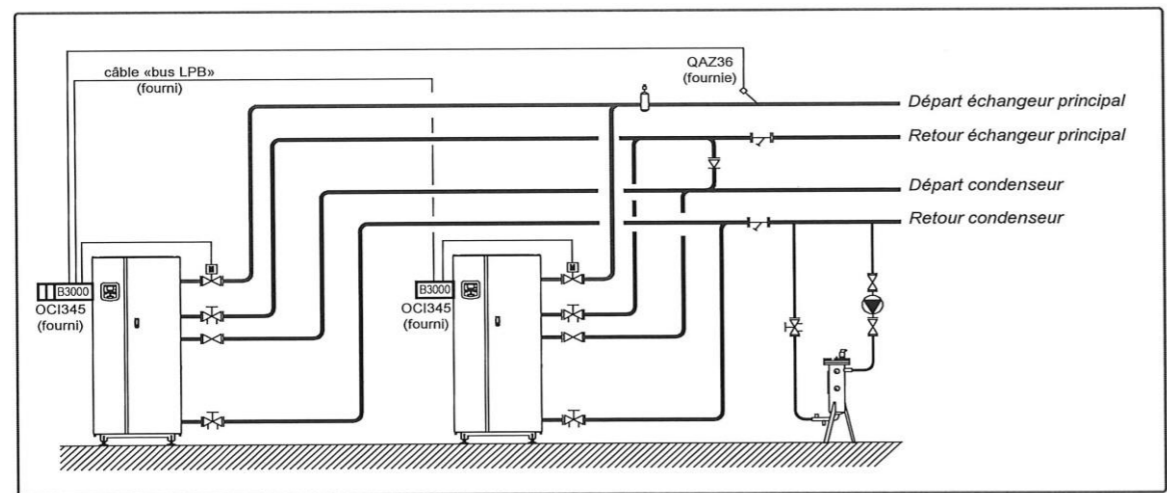 câble «bus LPB»
(fourni)
QAZ36
(fournie)
Départ échangeur principal
Retour échangeur principal
Départ condenseur
Retour condenseur
M
B3000
OCI345
(fourni)
M
B3000
OCI345
(fourni)